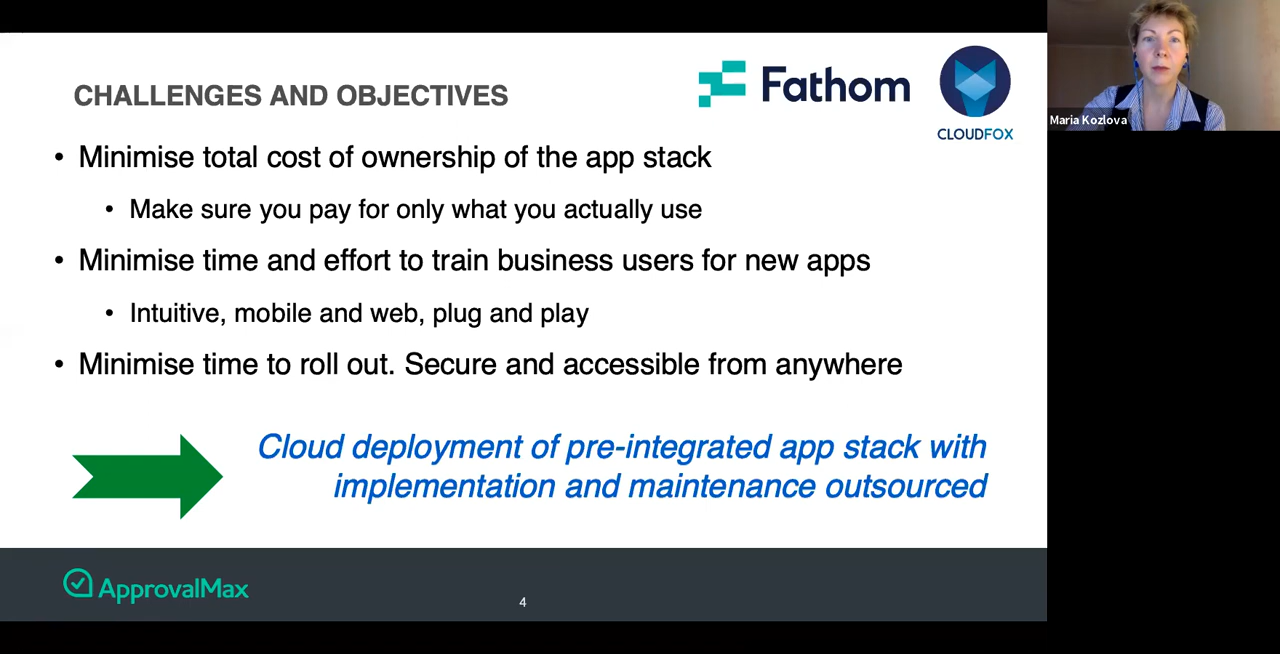 CHALLENGES AND OBJECTIVES
Fathom
CLOUDFOX
Maria Kozlova
• Minimise total cost of ownership of the app stack
• Make sure you pay for only what you actually use
• Minimise time and effort to train business users for new apps
• Intuitive, mobile and web, plug and play
• Minimise time to roll out. Secure and accessible from anywhere
Cloud deployment of pre-integrated app stack with
implementation and maintenance outsourced
ApprovalMax
4